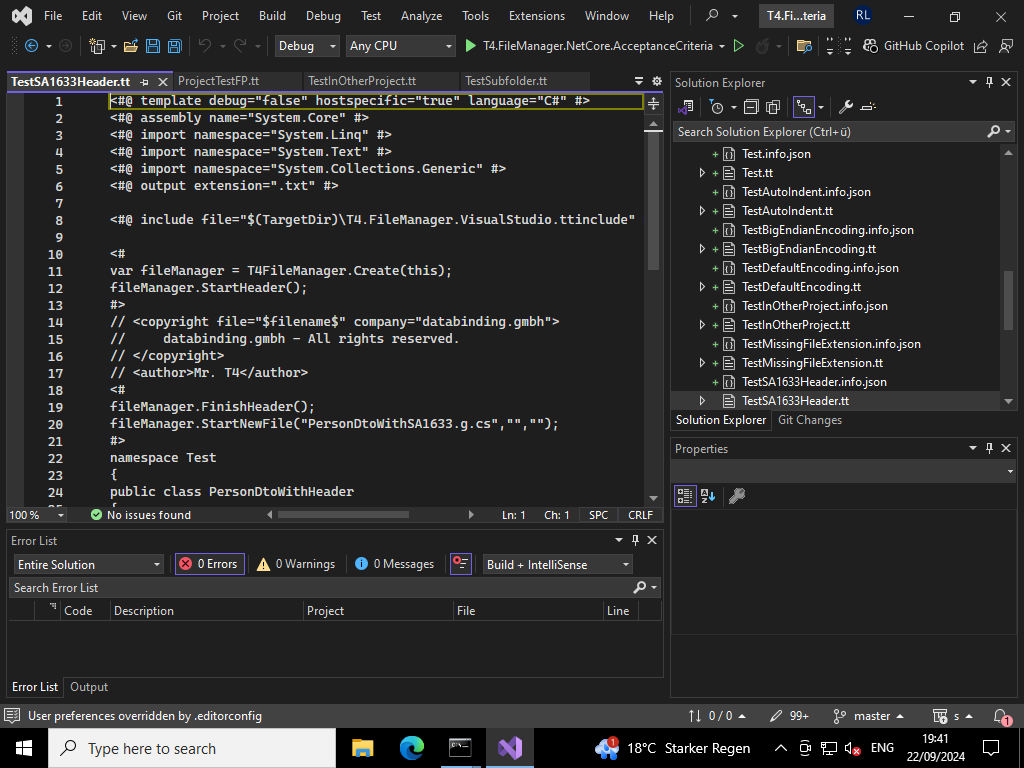 File Edit View Git Project Build Debug Test Analyze Tools Extensions Window Help T4.Fi...teria RL
Debug Any CPU T4.FileManager.NetCore.AcceptanceCriteria GitHub Copilot
TestSA1633Header.tt ProjectTestFP.tt TestInOtherProject.tt TestSubfolder.tt
1 <#@ template debug="false" hostspecific="true" language="C#" #>
2 <#@ assembly name="System.Core" #>
3 <#@ import namespace="System.Linq" #>
4 <#@ import namespace="System.Text" #>
5 <#@ import namespace="System.Collections.Generic" #>
6 <#@ output extension=".txt" #>
7
8 <#@ include file="$(TargetDir)\T4.FileManager.VisualStudio.ttinclude"
9
10 <#
11 var fileManager = T4FileManager.Create(this);
12 fileManager.StartHeader();
13 #>
14 // <copyright file="$filename$" company="databinding.gmbh">
15 //     databinding.gmbh - All rights reserved.
16 // </copyright>
17 // <author>Mr. T4</author>
18 <#
19 fileManager.FinishHeader();
20 fileManager.StartNewFile("PersonDtoWithSA1633.g.cs","","");
21 #>
22 namespace Test
23 {
24 public class PersonDtoWithHeader
100 % No issues found Ln: 1 Ch: 1 SPC CRLF
Solution Explorer
Search Solution Explorer (Ctrl+ü)
Test.info.json
Test.tt
TestAutoIndent.info.json
TestAutoIndent.tt
TestBigEndianEncoding.info.json
TestBigEndianEncoding.tt
TestDefaultEncoding.info.json
TestDefaultEncoding.tt
TestInOtherProject.info.json
TestInOtherProject.tt
TestMissingFileExtension.info.json
TestMissingFileExtension.tt
TestSA1633Header.info.json
TestSA1633Header.tt
Solution Explorer Git Changes
Properties
Error List
Entire Solution 0 Errors 0 Warnings 0 Messages Build + IntelliSense
Search Error List
Code Description Project File Line
Error List Output
User preferences overridden by .editorconfig 0 / 0 99+ master s 1
Type here to search 1 18°C Starker Regen ENG 19:41
22/09/2024